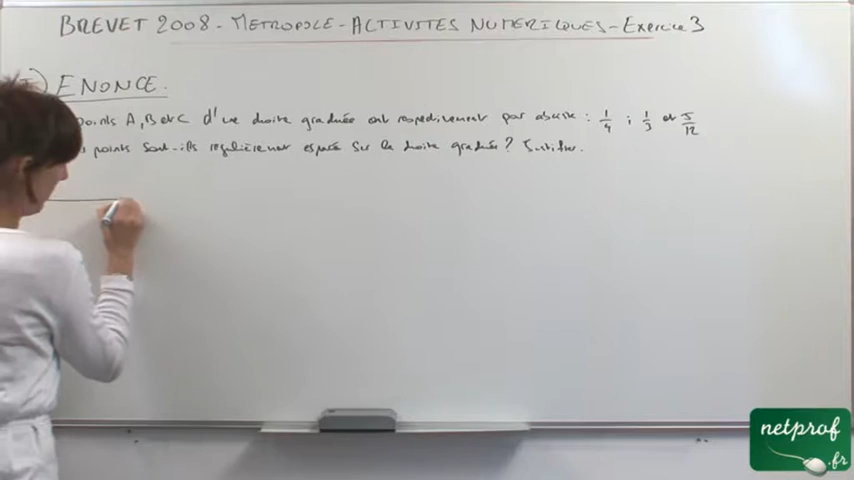 BREVET 2008 - METROPOLE - ACTIVITES NUMERIQUES - Exercice 3
I) ENONCE.
points A, B et C d'une droite graduée ont respectivement par abscisse : 1/4 ; 1/3 et 5/12
points sont-ils régulièrement espacés sur la droite graduée ? Justifier.
netprof
.fr